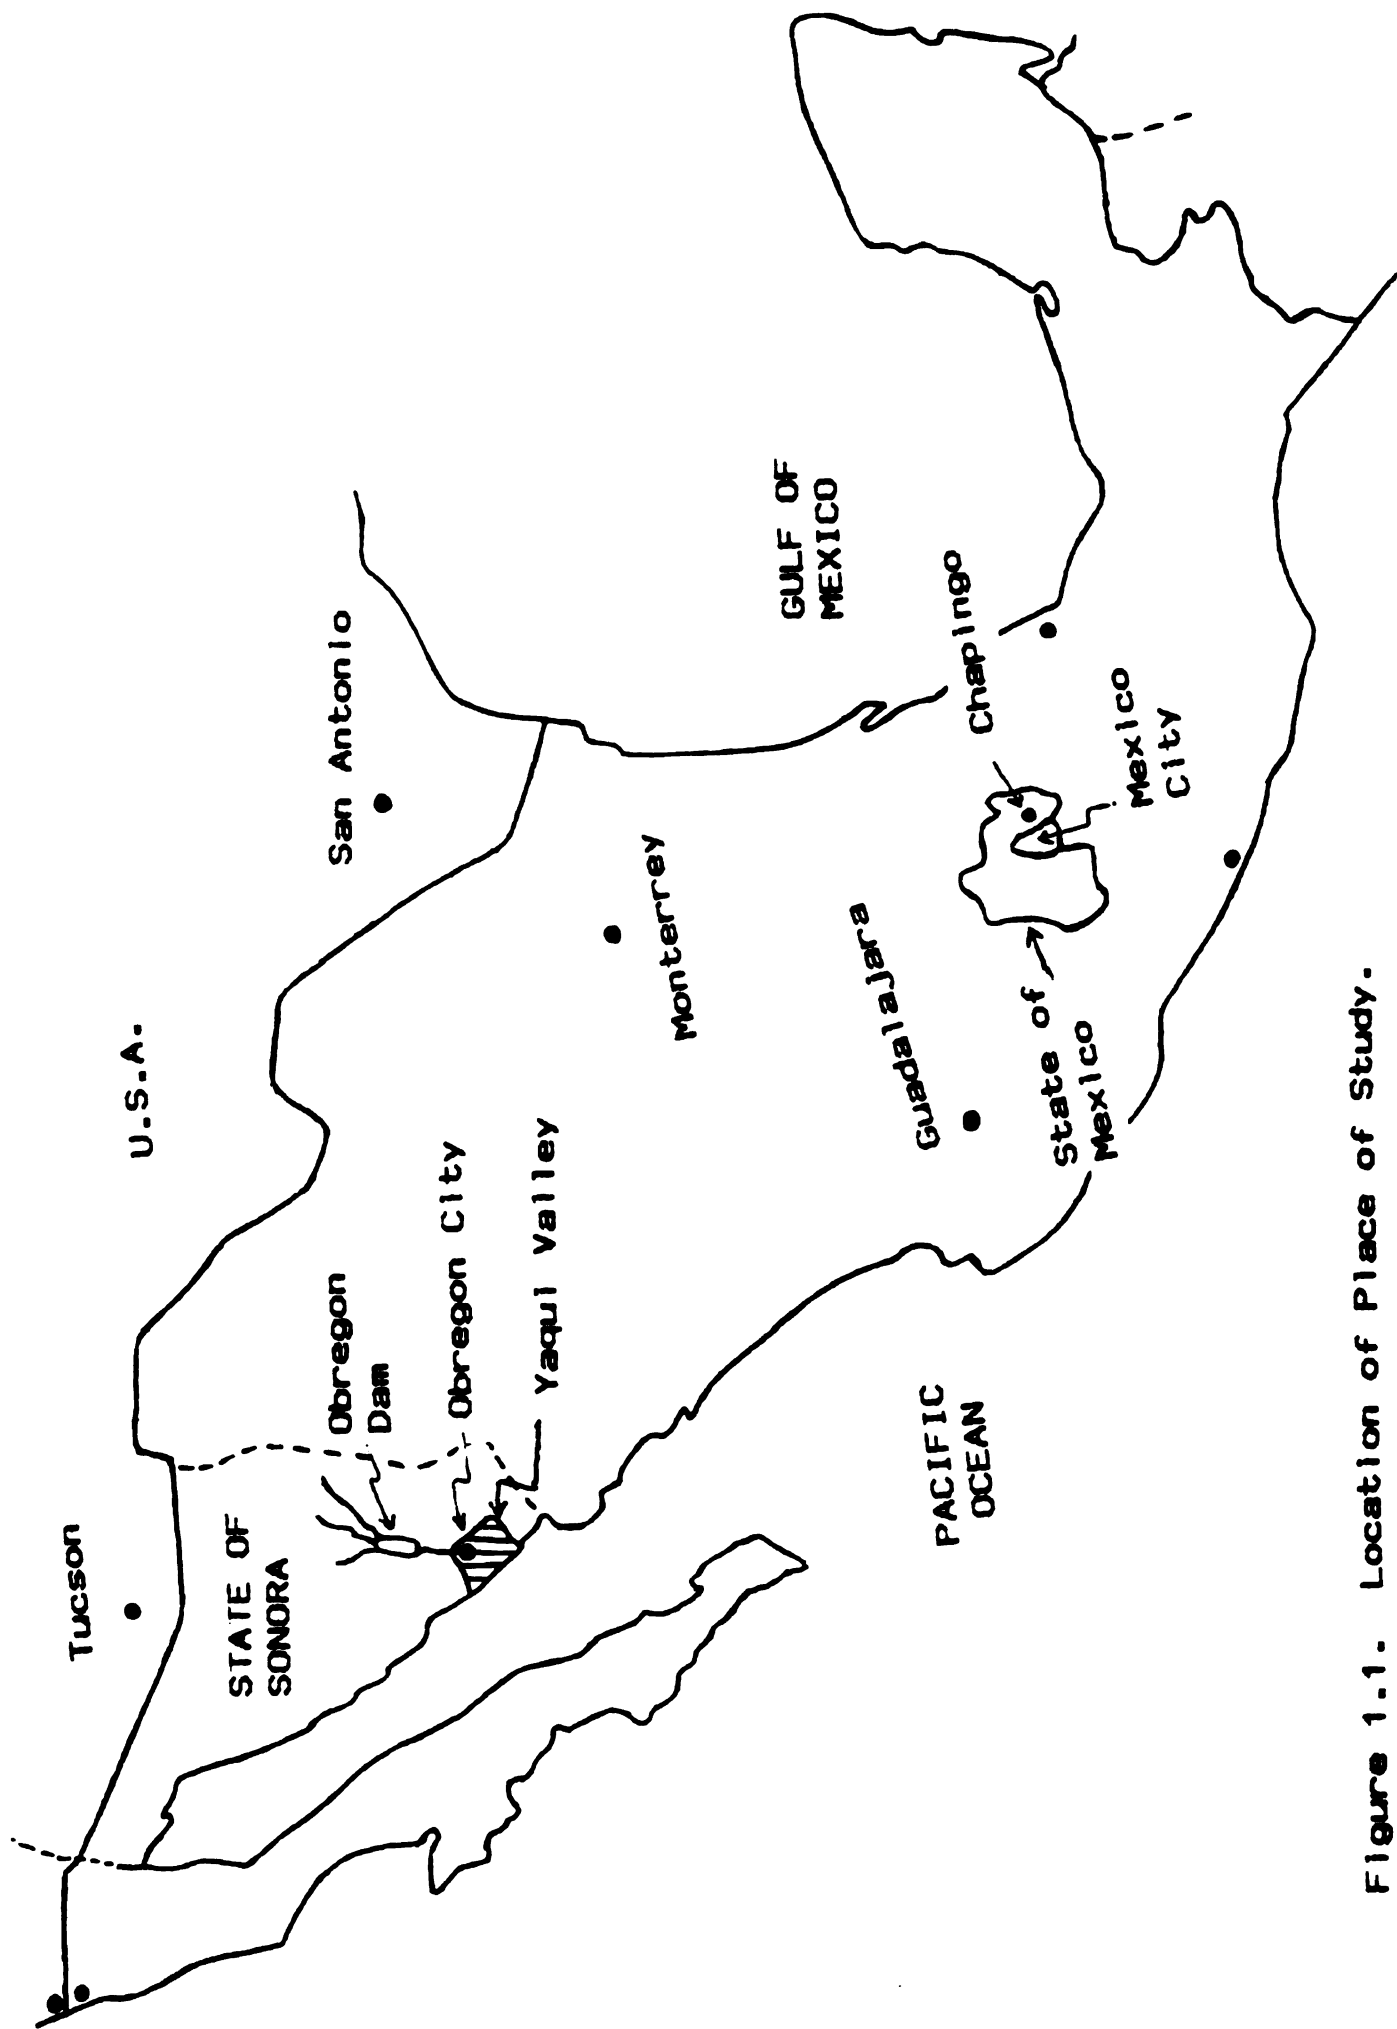 U.S.A.
Tucson
San Antonio
STATE OF
SONORA
Obregon
Dam
Obregon City
Yaqui Valley
Monterrey
GULF OF
MEXICO
Guadalajara
Chapingo
PACIFIC
OCEAN
State of
Mexico
Mexico
City
Figure 1.1. Location of Place of Study.